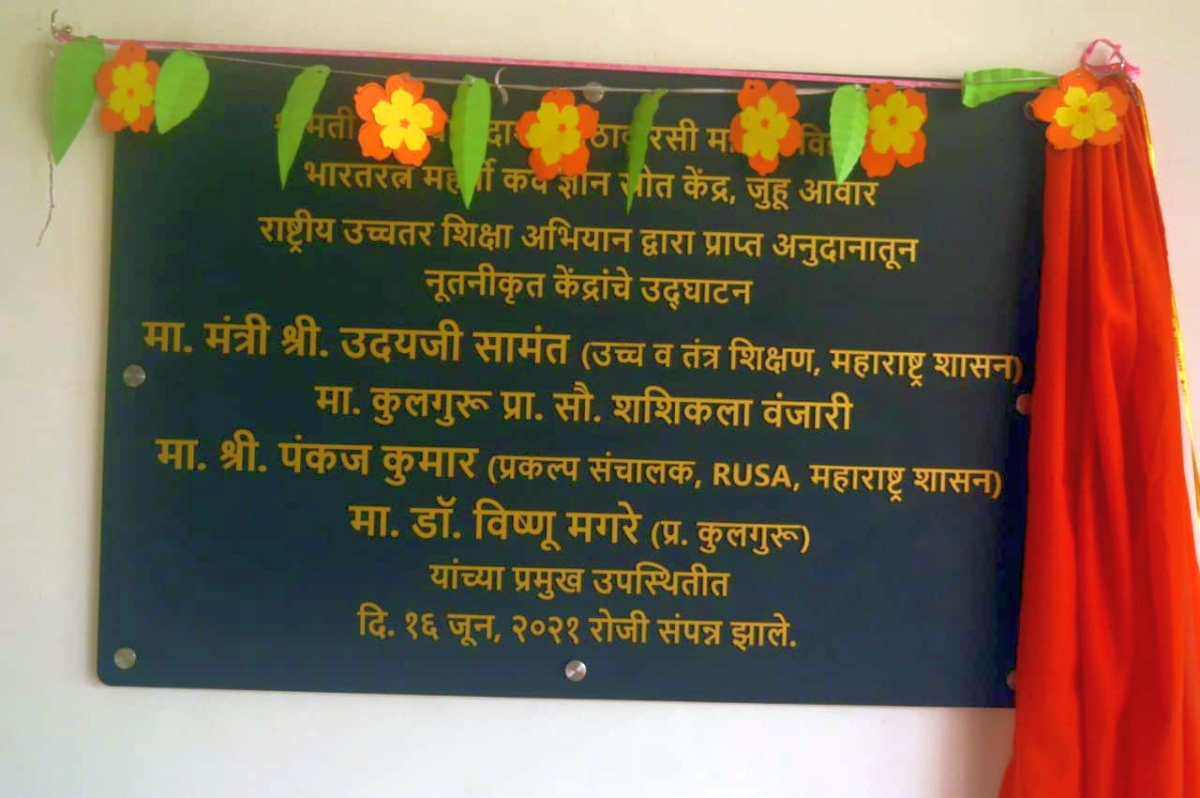 भारतरत्न महर्षी कर्वे ज्ञान स्रोत केंद्र, जुहू आवार
राष्ट्रीय उच्चतर शिक्षा अभियान द्वारा प्राप्त अनुदानातून
नूतनीकृत केंद्रांचे उद्‌घाटन
मा. मंत्री श्री. उदयजी सामंत (उच्च व तंत्र शिक्षण, महाराष्ट्र शासन)
मा. कुलगुरू प्रा. सौ. शशिकला वंजारी
मा. श्री. पंकज कुमार (प्रकल्प संचालक, RUSA, महाराष्ट्र शासन)
मा. डॉ. विष्णू मगरे (प्र. कुलगुरू)
यांच्या प्रमुख उपस्थितीत
दि. १६ जून, २०२१ रोजी संपन्न झाले.